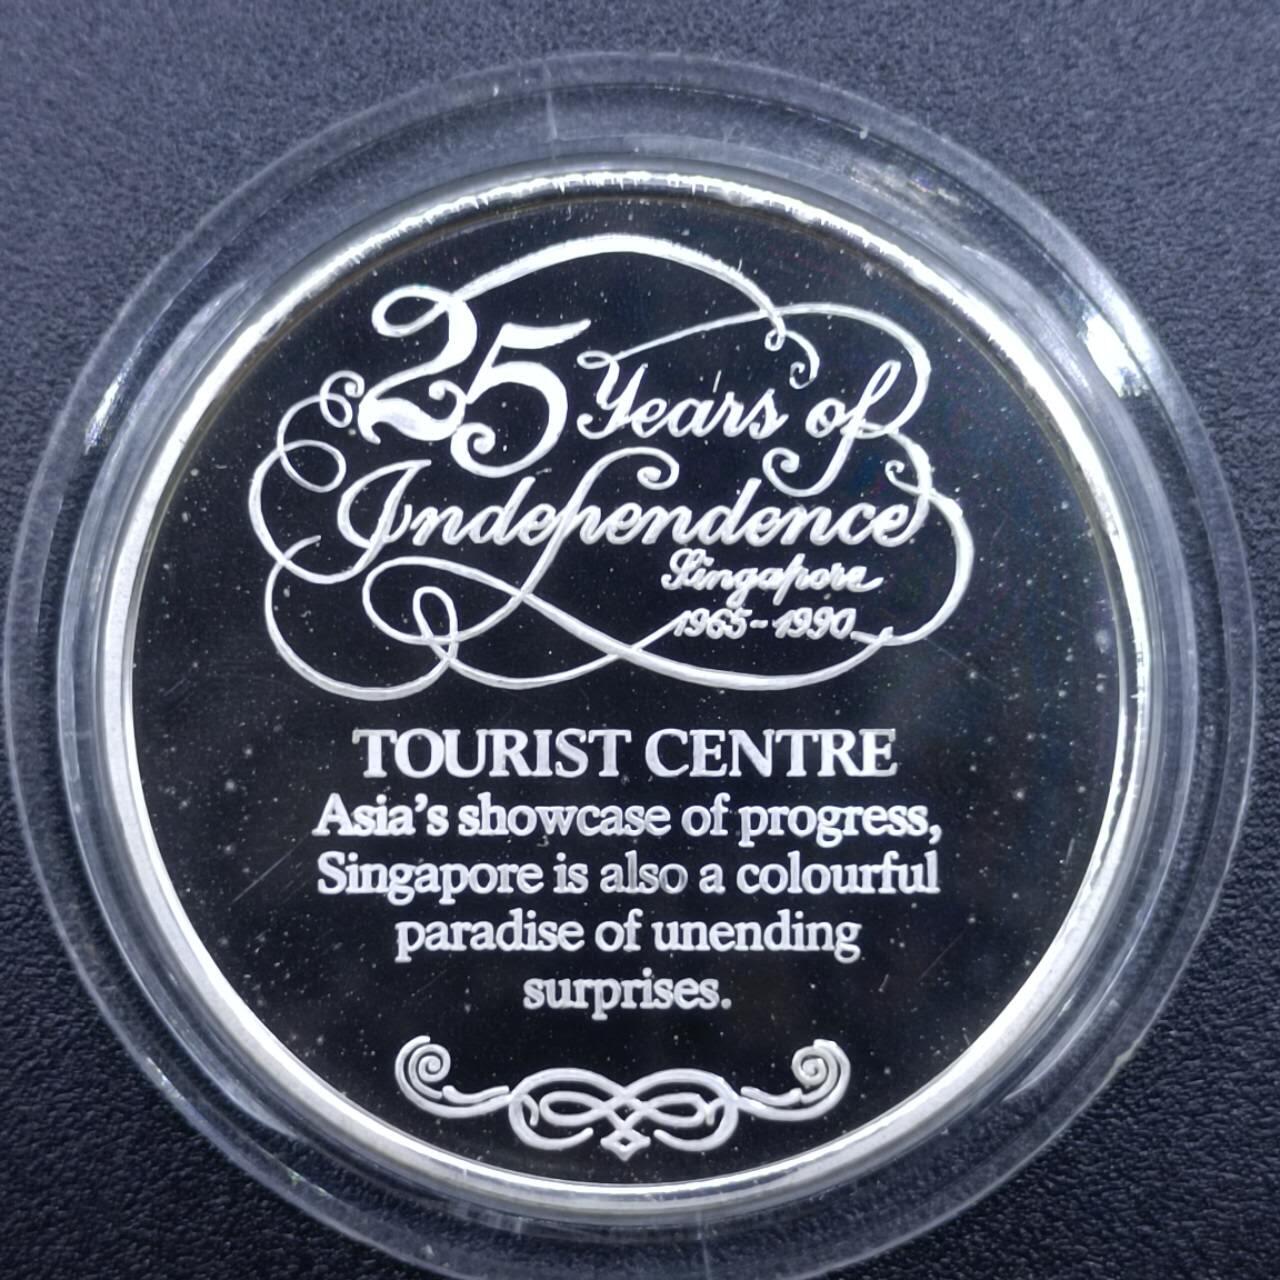 25 Years of
Independence
Singapore
1965-1990
TOURIST CENTRE
Asia's showcase of progress,
Singapore is also a colourful
paradise of unending
surprises.